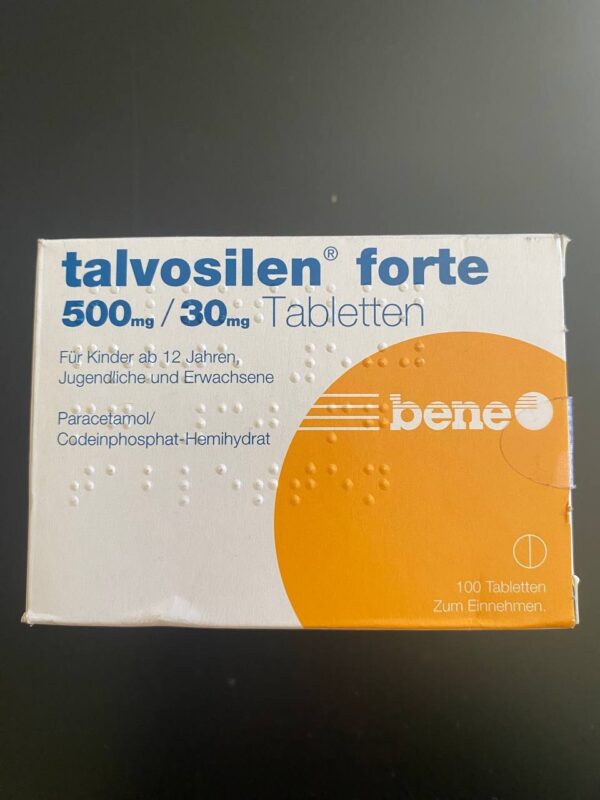 talvosilen® forte
500mg / 30mg Tabletten
Für Kinder ab 12 Jahren,
Jugendliche und Erwachsene
Paracetamol/
Codeinphosphat-Hemihydrat
bene
100 Tabletten
Zum Einnehmen.